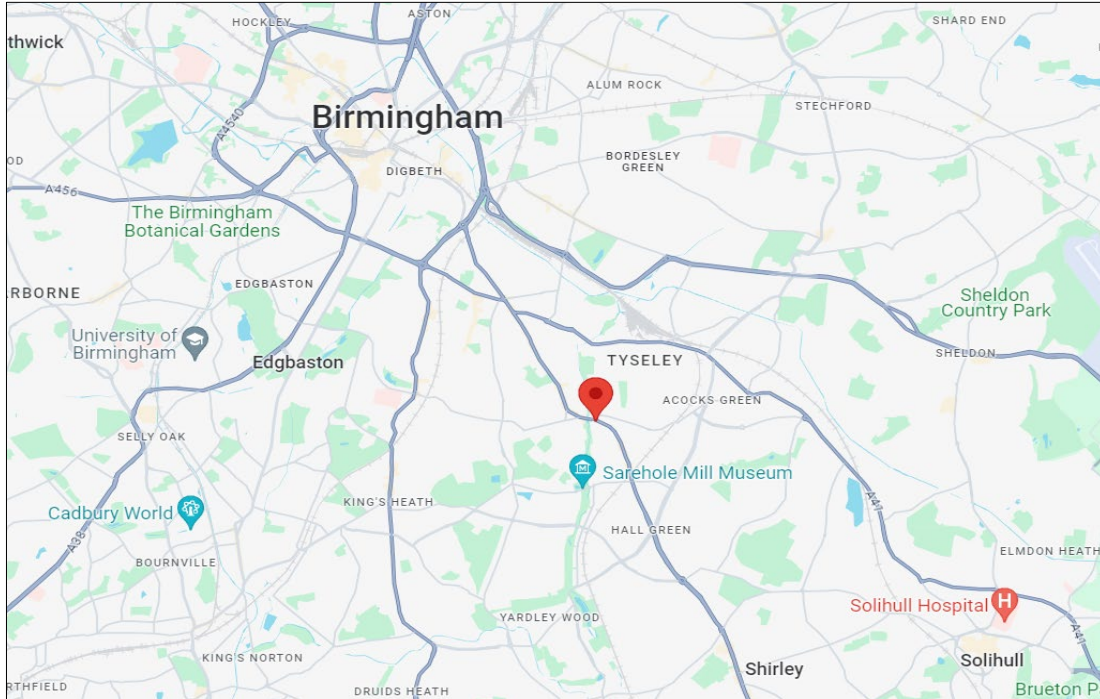 HOCKLEY
ASTON
SHARD END
thwick
ALUM ROCK
STECHFORD
A4540
Birmingham
BORDESLEY
GREEN
OD
DIGBETH
A456
The Birmingham
Botanical Gardens
EDGBASTON
RBORNE
Sheldon
Country Park
University of
Birmingham
Edgbaston
TYSELEY
SHELDON
ACOCKS GREEN
SELLY OAK
Sarehole Mill Museum
KING'S HEATH
A41
Cadbury World
HALL GREEN
A38
ELMDON HEATH
BOURNVILLE
Solihull Hospital
H
YARDLEY WOOD
A41
KING'S NORTON
Shirley
Solihull
RTHFIELD
DRUIDS HEATH
Brueton P